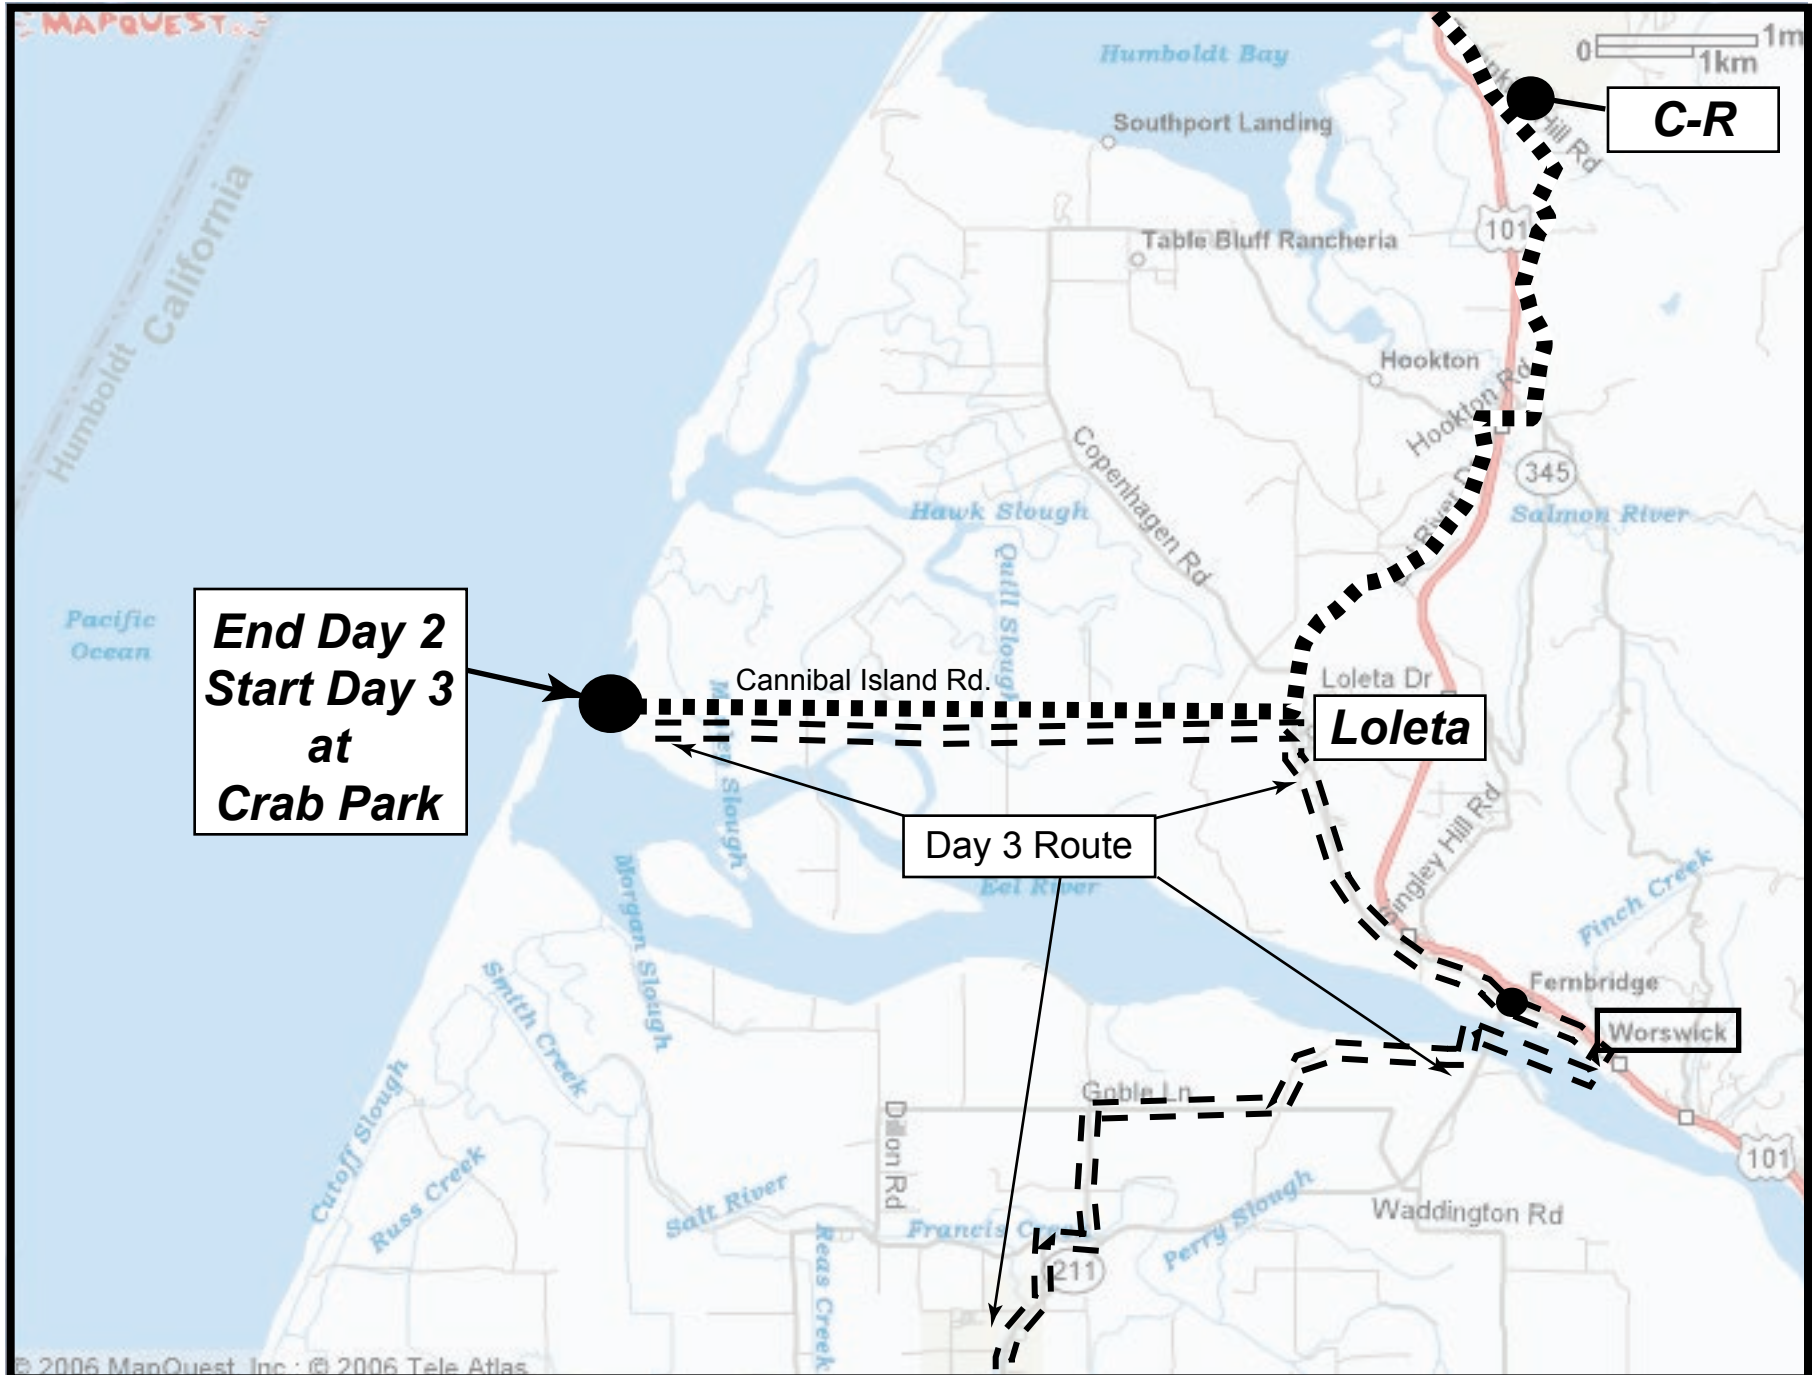 MAPQUEST
Humboldt Bay
0
1m
1km
C-R
Hill Rd
Southport Landing
101
Table Bluff Rancheria
California
Humboldt
Hookton
Hookton Rd
Copenhagen Rd
345
Hawk Slough
Salmon River
Quill Slough
Pacific
Ocean
End Day 2
Start Day 3
at
Crab Park
Cannibal Island Rd.
Loleta Dr
Loleta
Slough
Day 3 Route
Eel River
Singley Hill Rd
Finch Creek
Morgan Slough
Smith Creek
Fernbridge
Worswick
Goble Ln
Dillon Rd
Cutoff Slough
Russ Creek
Salt River
Reas Creek
Francis Creek
Perry Slough
Waddington Rd
101
211
© 2006 MapQuest, Inc.; © 2006 Tele Atlas